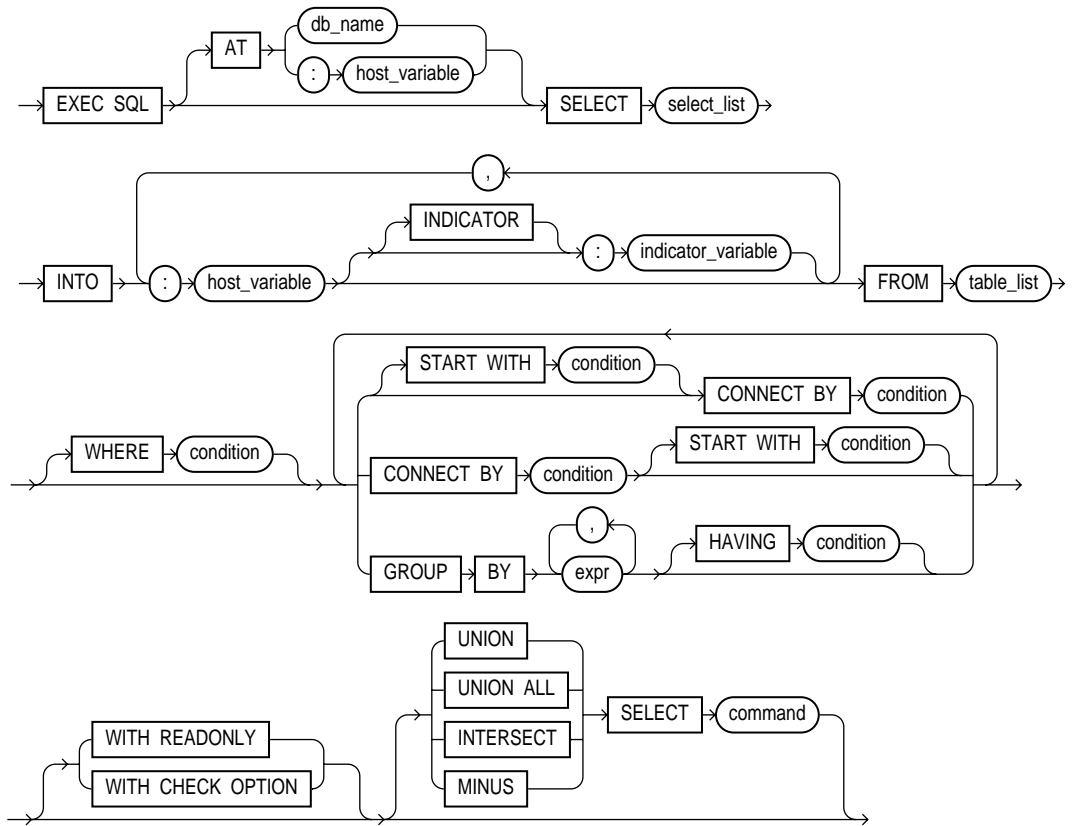 db_name
AT
: host_variable
EXEC SQL SELECT select_list
,
INDICATOR
: indicator_variable
INTO : host_variable FROM table_list
START WITH condition
CONNECT BY condition
WHERE condition START WITH condition
CONNECT BY condition
,
HAVING condition
GROUP BY expr
UNION
UNION ALL
SELECT command
WITH READONLY INTERSECT
WITH CHECK OPTION MINUS